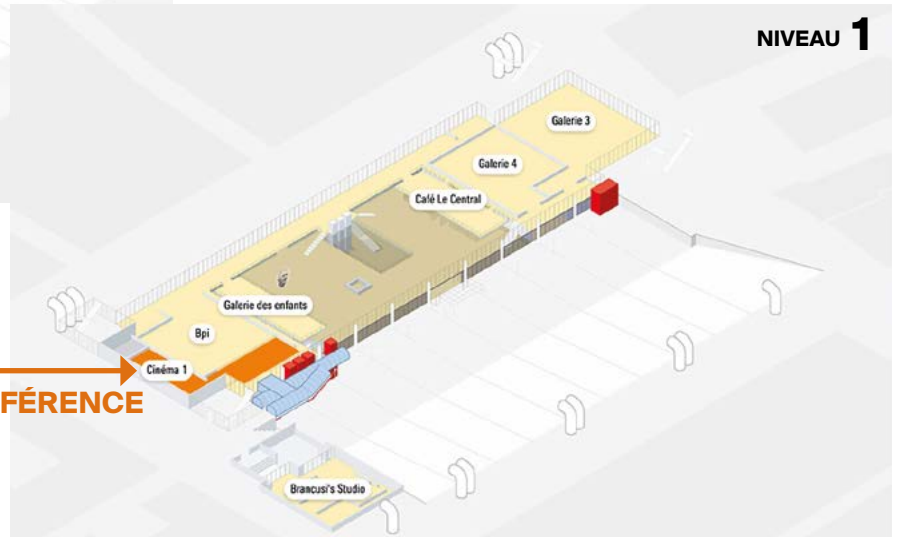 NIVEAU 1
Galerie 3
Galerie 4
Café Le Central
Galerie des enfants
Bpi
Cinéma 1
FÉRENCE
Brancusi's Studio